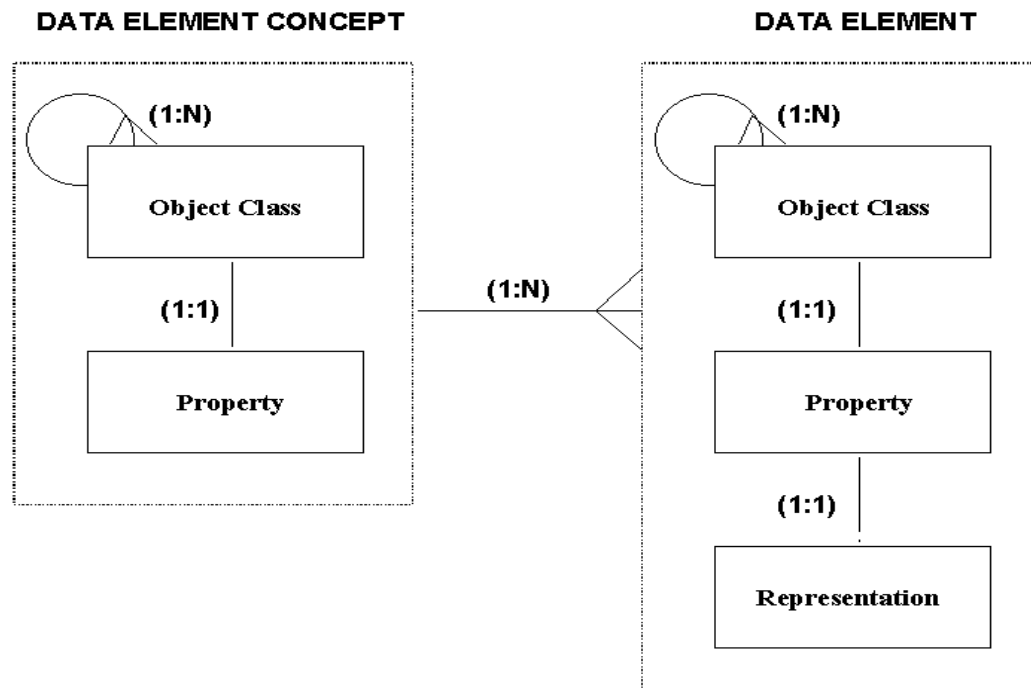 DATA ELEMENT CONCEPT
(1:N)
Object Class
(1:1)
Property
(1:N)
DATA ELEMENT
(1:N)
Object Class
(1:1)
Property
(1:1)
Representation